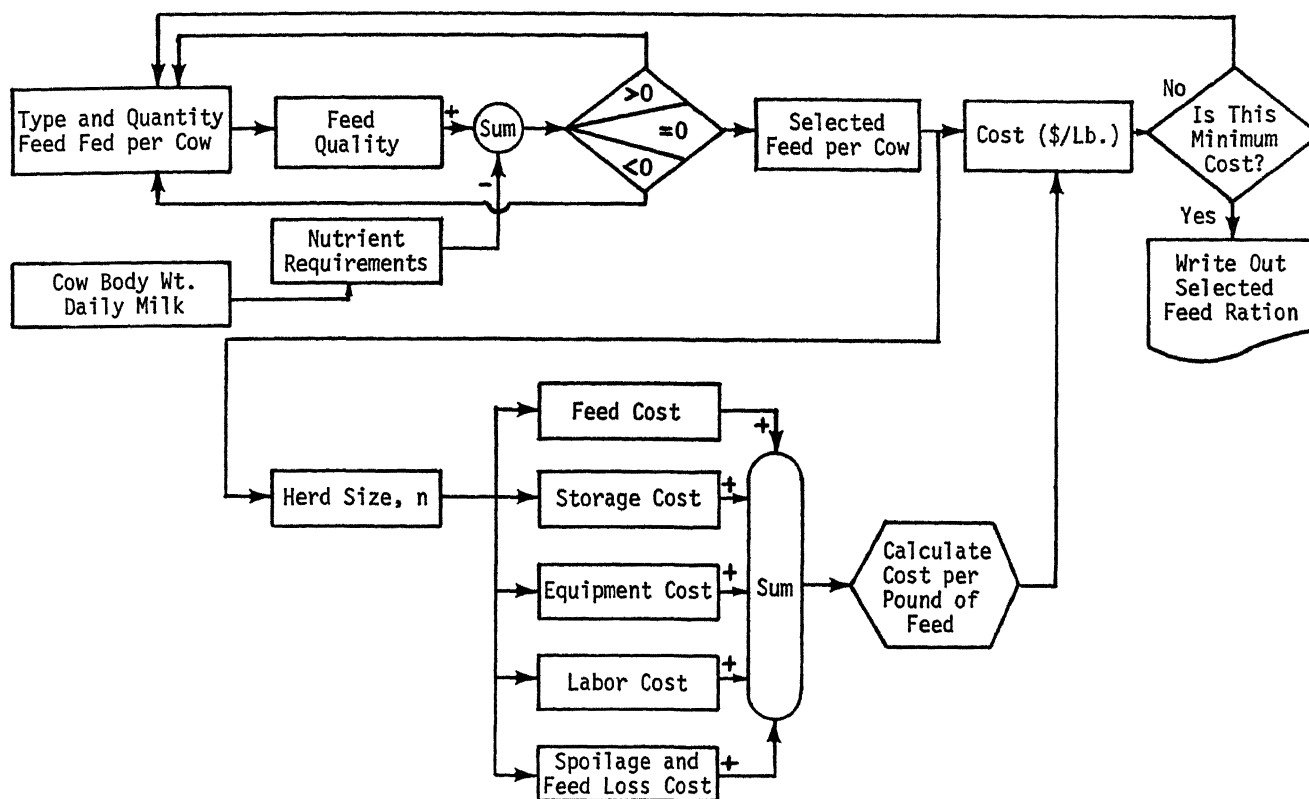 Type and Quantity
Feed Fed per Cow
Feed
Quality
+
Sum
-
>0
=0
<0
Selected
Feed per Cow
Cost ($/Lb.)
No
Is This
Minimum
Cost?
Yes
Write Out
Selected
Feed Ration
Nutrient
Requirements
Cow Body Wt.
Daily Milk
Herd Size, n
Feed Cost
+
Storage Cost
+
Equipment Cost
+
Labor Cost
+
Spoilage and
Feed Loss Cost
+
Sum
Calculate
Cost per
Pound of
Feed